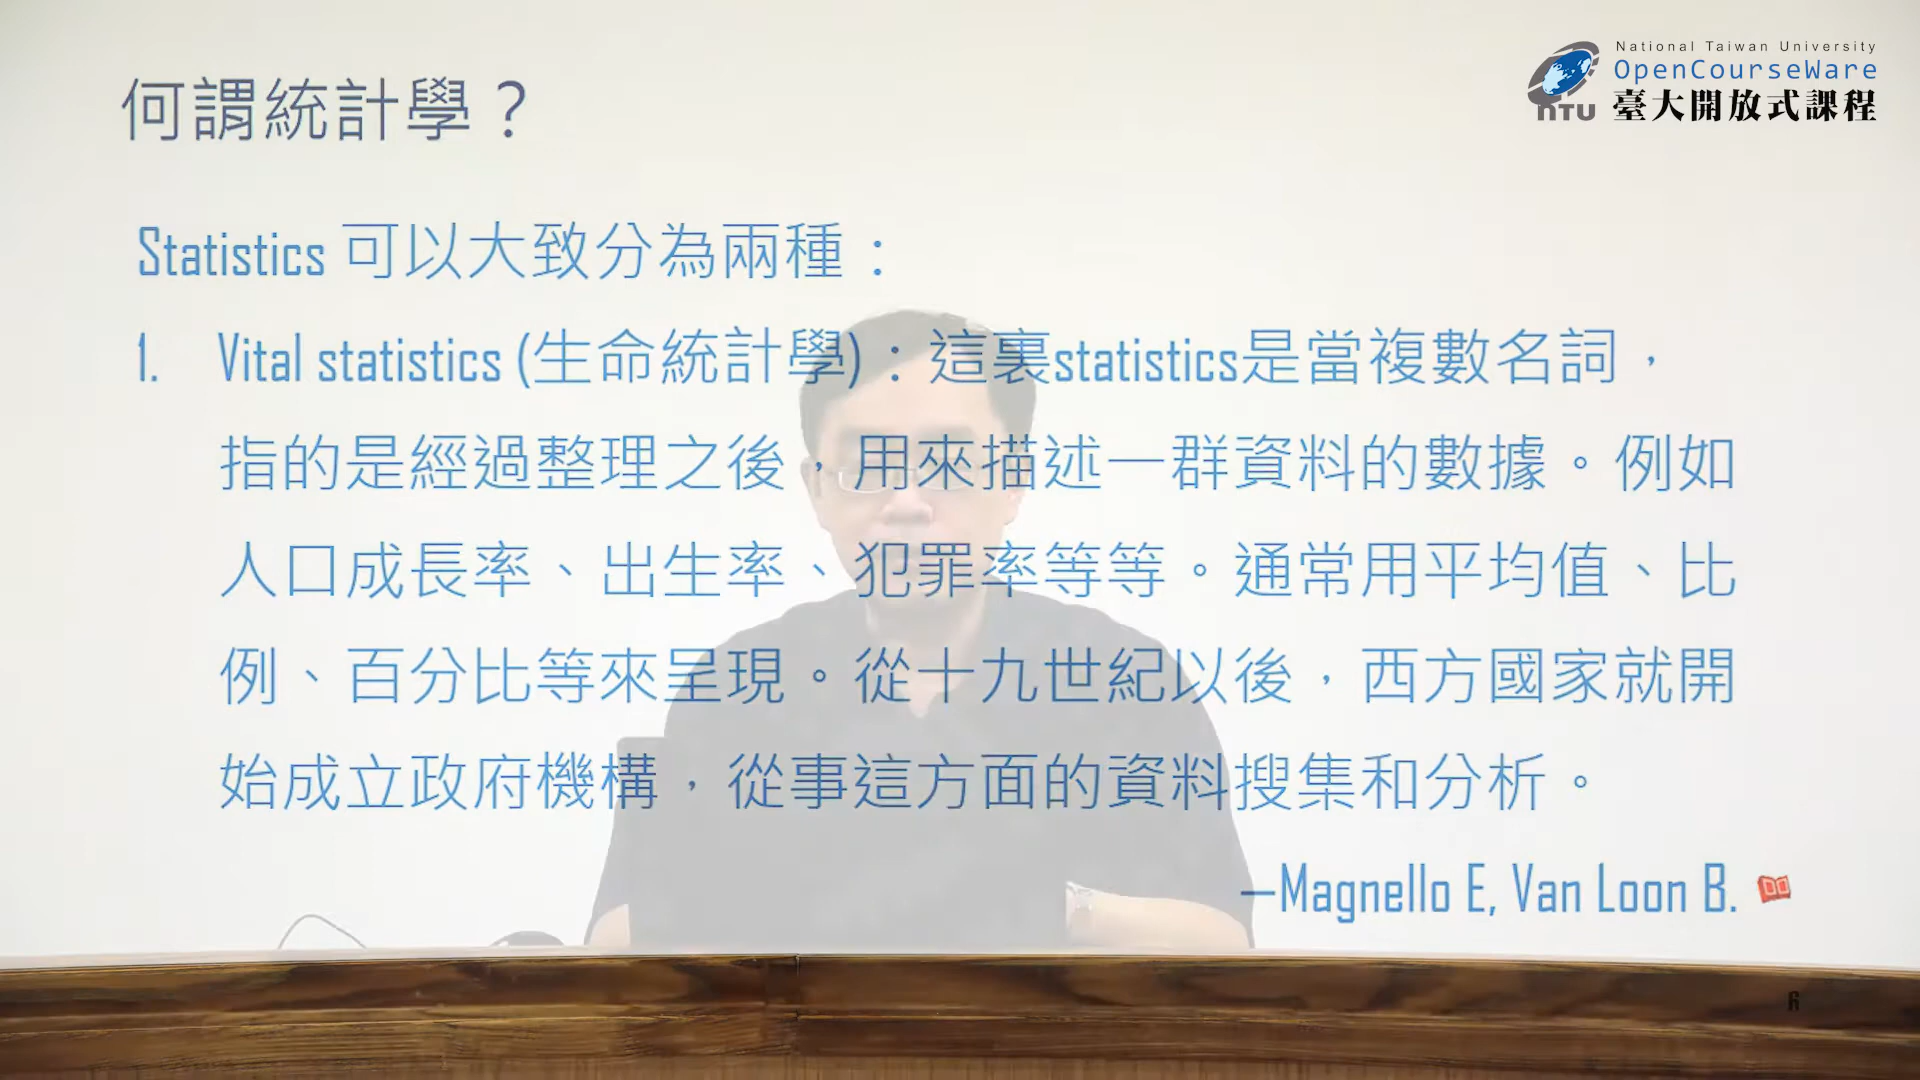 National Taiwan University
OpenCourseWare
NTU 臺大開放式課程
何謂統計學？
Statistics 可以大致分為兩種：
1. Vital statistics (生命統計學)：這裏statistics是當複數名詞，
指的是經過整理之後，用來描述一群資料的數據。例如
人口成長率、出生率、犯罪率等等。通常用平均值、比
例、百分比等來呈現。從十九世紀以後，西方國家就開
始成立政府機構，從事這方面的資料搜集和分析。
—Magnello E, Van Loon B.
6